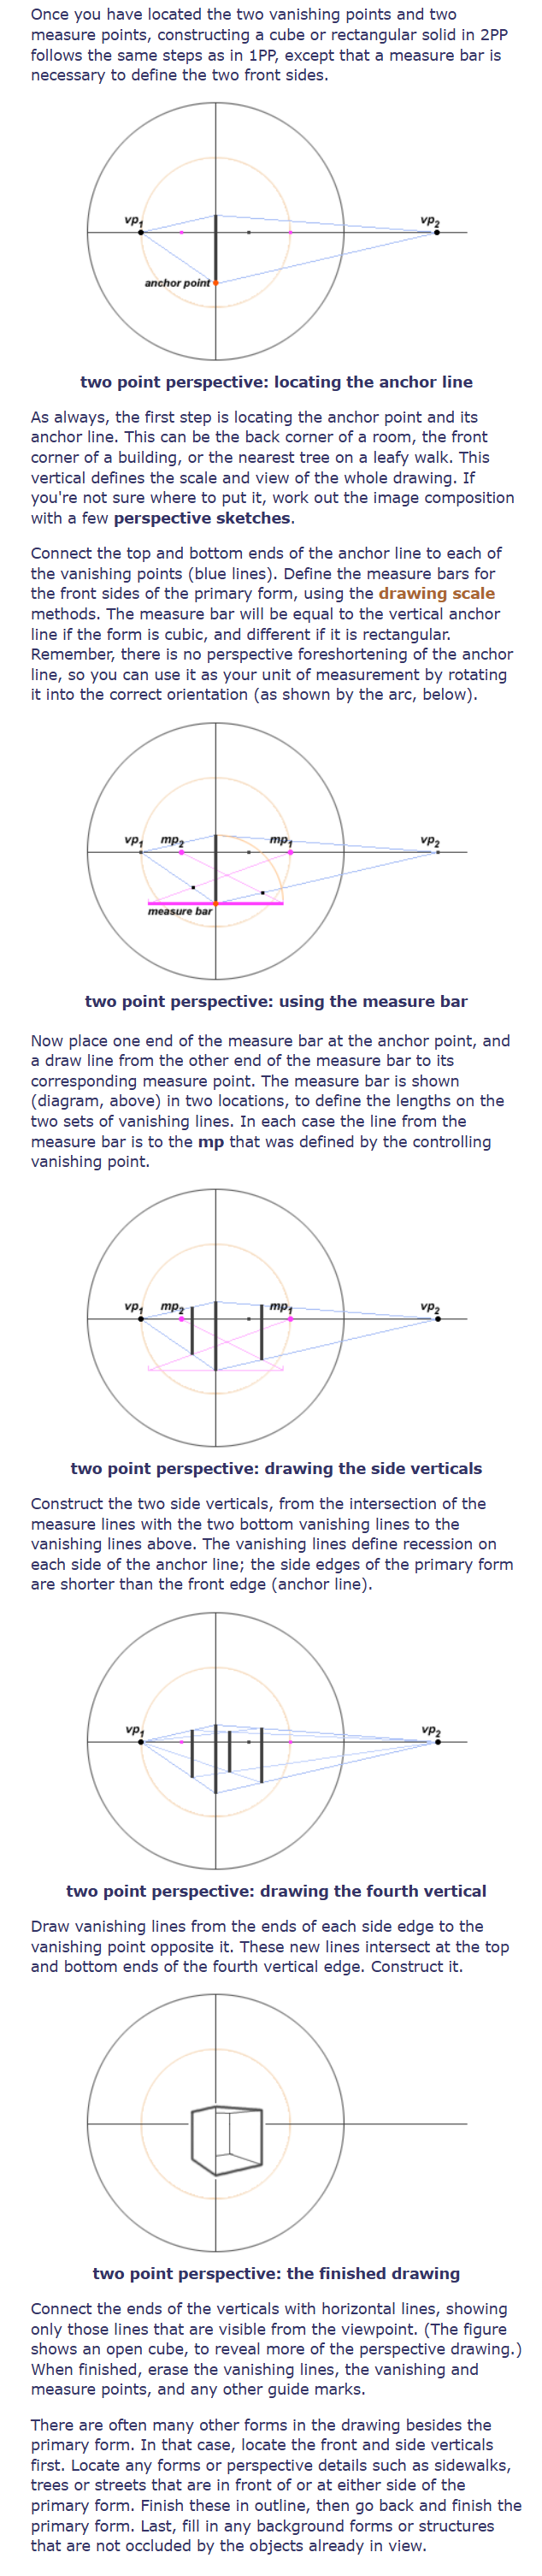 Once you have located the two vanishing points and two
measure points, constructing a cube or rectangular solid in 2PP
follows the same steps as in 1PP, except that a measure bar is
necessary to define the two front sides.
vp1
vp2
anchor point
two point perspective: locating the anchor line
As always, the first step is locating the anchor point and its
anchor line. This can be the back corner of a room, the front
corner of a building, or the nearest tree on a leafy walk. This
vertical defines the scale and view of the whole drawing. If
you're not sure where to put it, work out the image composition
with a few perspective sketches.
Connect the top and bottom ends of the anchor line to each of
the vanishing points (blue lines). Define the measure bars for
the front sides of the primary form, using the drawing scale
methods. The measure bar will be equal to the vertical anchor
line if the form is cubic, and different if it is rectangular.
Remember, there is no perspective foreshortening of the anchor
line, so you can use it as your unit of measurement by rotating
it into the correct orientation (as shown by the arc, below).
vp1 mp2 mp1 vp2
measure bar
two point perspective: using the measure bar
Now place one end of the measure bar at the anchor point, and
a draw line from the other end of the measure bar to its
corresponding measure point. The measure bar is shown
(diagram, above) in two locations, to define the lengths on the
two sets of vanishing lines. In each case the line from the
measure bar is to the mp that was defined by the controlling
vanishing point.
vp1 mp2 mp1 vp2
two point perspective: drawing the side verticals
Construct the two side verticals, from the intersection of the
measure lines with the two bottom vanishing lines to the
vanishing lines above. The vanishing lines define recession on
each side of the anchor line; the side edges of the primary form
are shorter than the front edge (anchor line).
vp1 vp2
two point perspective: drawing the fourth vertical
Draw vanishing lines from the ends of each side edge to the
vanishing point opposite it. These new lines intersect at the top
and bottom ends of the fourth vertical edge. Construct it.
two point perspective: the finished drawing
Connect the ends of the verticals with horizontal lines, showing
only those lines that are visible from the viewpoint. (The figure
shows an open cube, to reveal more of the perspective drawing.)
When finished, erase the vanishing lines, the vanishing and
measure points, and any other guide marks.
There are often many other forms in the drawing besides the
primary form. In that case, locate the front and side verticals
first. Locate any forms or perspective details such as sidewalks,
trees or streets that are in front of or at either side of the
primary form. Finish these in outline, then go back and finish the
primary form. Last, fill in any background forms or structures
that are not occluded by the objects already in view.